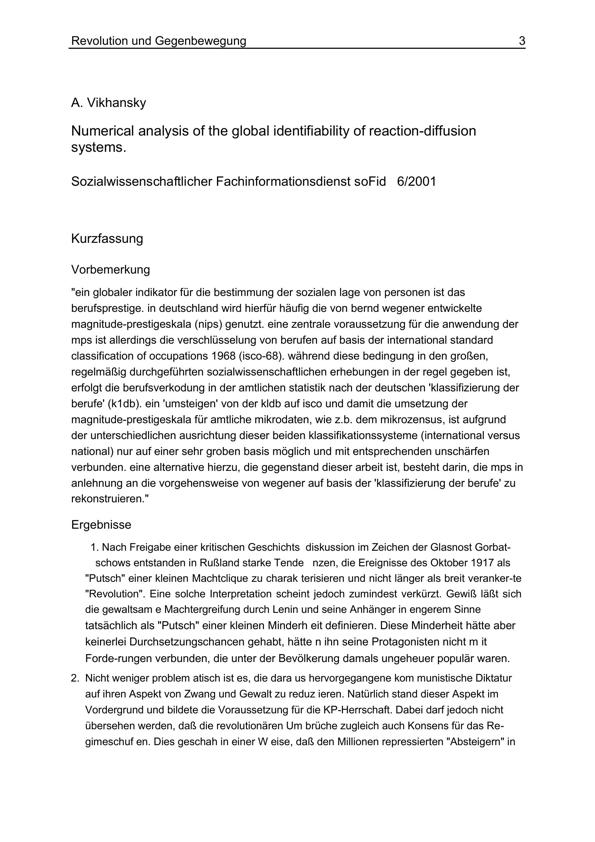 Revolution und Gegenbewegung 3
A. Vikhansky
Numerical analysis of the global identifiability of reaction-diffusion
systems.
Sozialwissenschaftlicher Fachinformationsdienst soFid 6/2001
Kurzfassung
Vorbemerkung
"ein globaler indikator für die bestimmung der sozialen lage von personen ist das
berufsprestige. in deutschland wird hierfür häufig die von bernd wegener entwickelte
magnitude-prestigeskala (nips) genutzt. eine zentrale voraussetzung für die anwendung der
mps ist allerdings die verschlüsselung von berufen auf basis der international standard
classification of occupations 1968 (isco-68). während diese bedingung in den großen,
regelmäßig durchgeführten sozialwissenschaftlichen erhebungen in der regel gegeben ist,
erfolgt die berufsverkodung in der amtlichen statistik nach der deutschen 'klassifizierung der
berufe' (k1db). ein 'umsteigen' von der kldb auf isco und damit die umsetzung der
magnitude-prestigeskala für amtliche mikrodaten, wie z.b. dem mikrozensus, ist aufgrund
der unterschiedlichen ausrichtung dieser beiden klassifikationssysteme (international versus
national) nur auf einer sehr groben basis möglich und mit entsprechenden unschärfen
verbunden. eine alternative hierzu, die gegenstand dieser arbeit ist, besteht darin, die mps in
anlehnung an die vorgehensweise von wegener auf basis der 'klassifizierung der berufe' zu
rekonstruieren."
Ergebnisse
1. Nach Freigabe einer kritischen Geschichts diskussion im Zeichen der Glasnost Gorbat-
schows entstanden in Rußland starke Tende nzen, die Ereignisse des Oktober 1917 als
"Putsch" einer kleinen Machtclique zu charak terisieren und nicht länger als breit veranker-te
"Revolution". Eine solche Interpretation scheint jedoch zumindest verkürzt. Gewiß läßt sich
die gewaltsam e Machtergreifung durch Lenin und seine Anhänger in engerem Sinne
tatsächlich als "Putsch" einer kleinen Minderh eit definieren. Diese Minderheit hätte aber
keinerlei Durchsetzungschancen gehabt, hätte n ihn seine Protagonisten nicht m it
Forde-rungen verbunden, die unter der Bevölkerung damals ungeheuer populär waren.
2. Nicht weniger problem atisch ist es, die dara us hervorgegangene kom munistische Diktatur
auf ihren Aspekt von Zwang und Gewalt zu reduz ieren. Natürlich stand dieser Aspekt im
Vordergrund und bildete die Voraussetzung für die KP-Herrschaft. Dabei darf jedoch nicht
übersehen werden, daß die revolutionären Um brüche zugleich auch Konsens für das Re-
gimeschuf en. Dies geschah in einer W eise, daß den Millionen repressierten "Absteigern" in